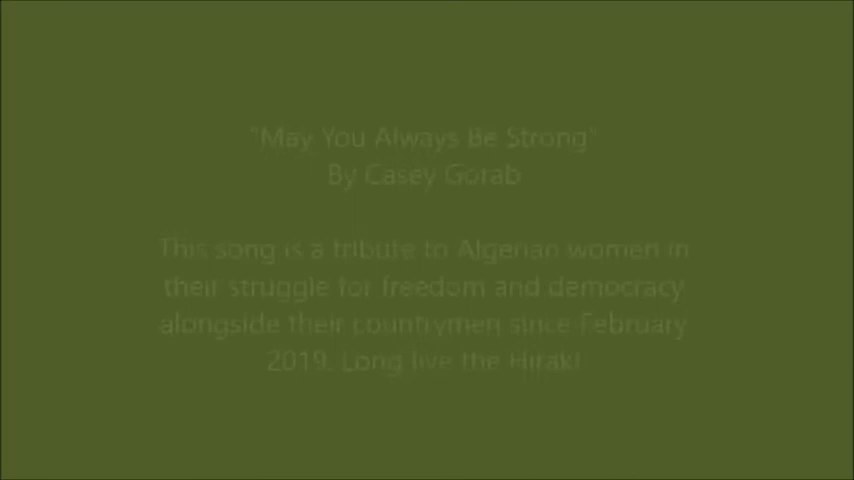 "May You Always Be Strong"
By Casey Gorab
This song is a tribute to Algerian women in
their struggle for freedom and democracy
alongside their countrymen since February
2019. Long live the Hirak!